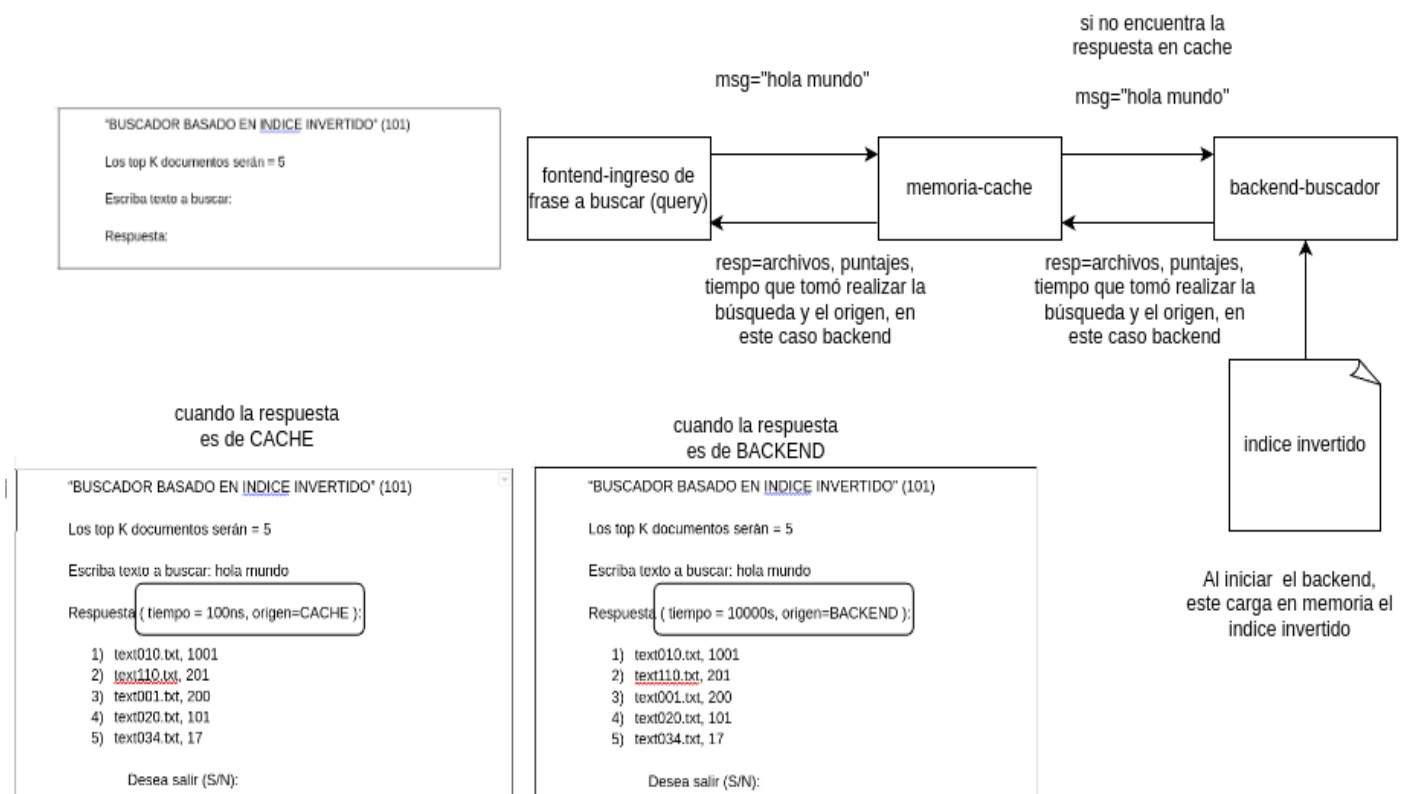 si no encuentra la
respuesta en cache
msg="hola mundo"
msg="hola mundo"
"BUSCADOR BASADO EN INDICE INVERTIDO" (101)
Los top K documentos serán = 5
Escriba texto a buscar:
Respuesta:
fontend-ingreso de
frase a buscar (query)
memoria-cache
backend-buscador
resp=archivos, puntajes,
tiempo que tomó realizar la
búsqueda y el origen, en
este caso backend
resp=archivos, puntajes,
tiempo que tomó realizar la
búsqueda y el origen, en
este caso backend
indice invertido
Al iniciar el backend,
este carga en memoria el
indice invertido
cuando la respuesta
es de CACHE
"BUSCADOR BASADO EN INDICE INVERTIDO" (101)
Los top K documentos serán = 5
Escriba texto a buscar: hola mundo
Respuesta ( tiempo = 100ns, origen=CACHE ):
1) text010.txt, 1001
2) text110.txt, 201
3) text001.txt, 200
4) text020.txt, 101
5) text034.txt, 17
Desea salir (S/N):
cuando la respuesta
es de BACKEND
"BUSCADOR BASADO EN INDICE INVERTIDO" (101)
Los top K documentos serán = 5
Escriba texto a buscar: hola mundo
Respuesta ( tiempo = 10000s, origen=BACKEND ):
1) text010.txt, 1001
2) text110.txt, 201
3) text001.txt, 200
4) text020.txt, 101
5) text034.txt, 17
Desea salir (S/N):